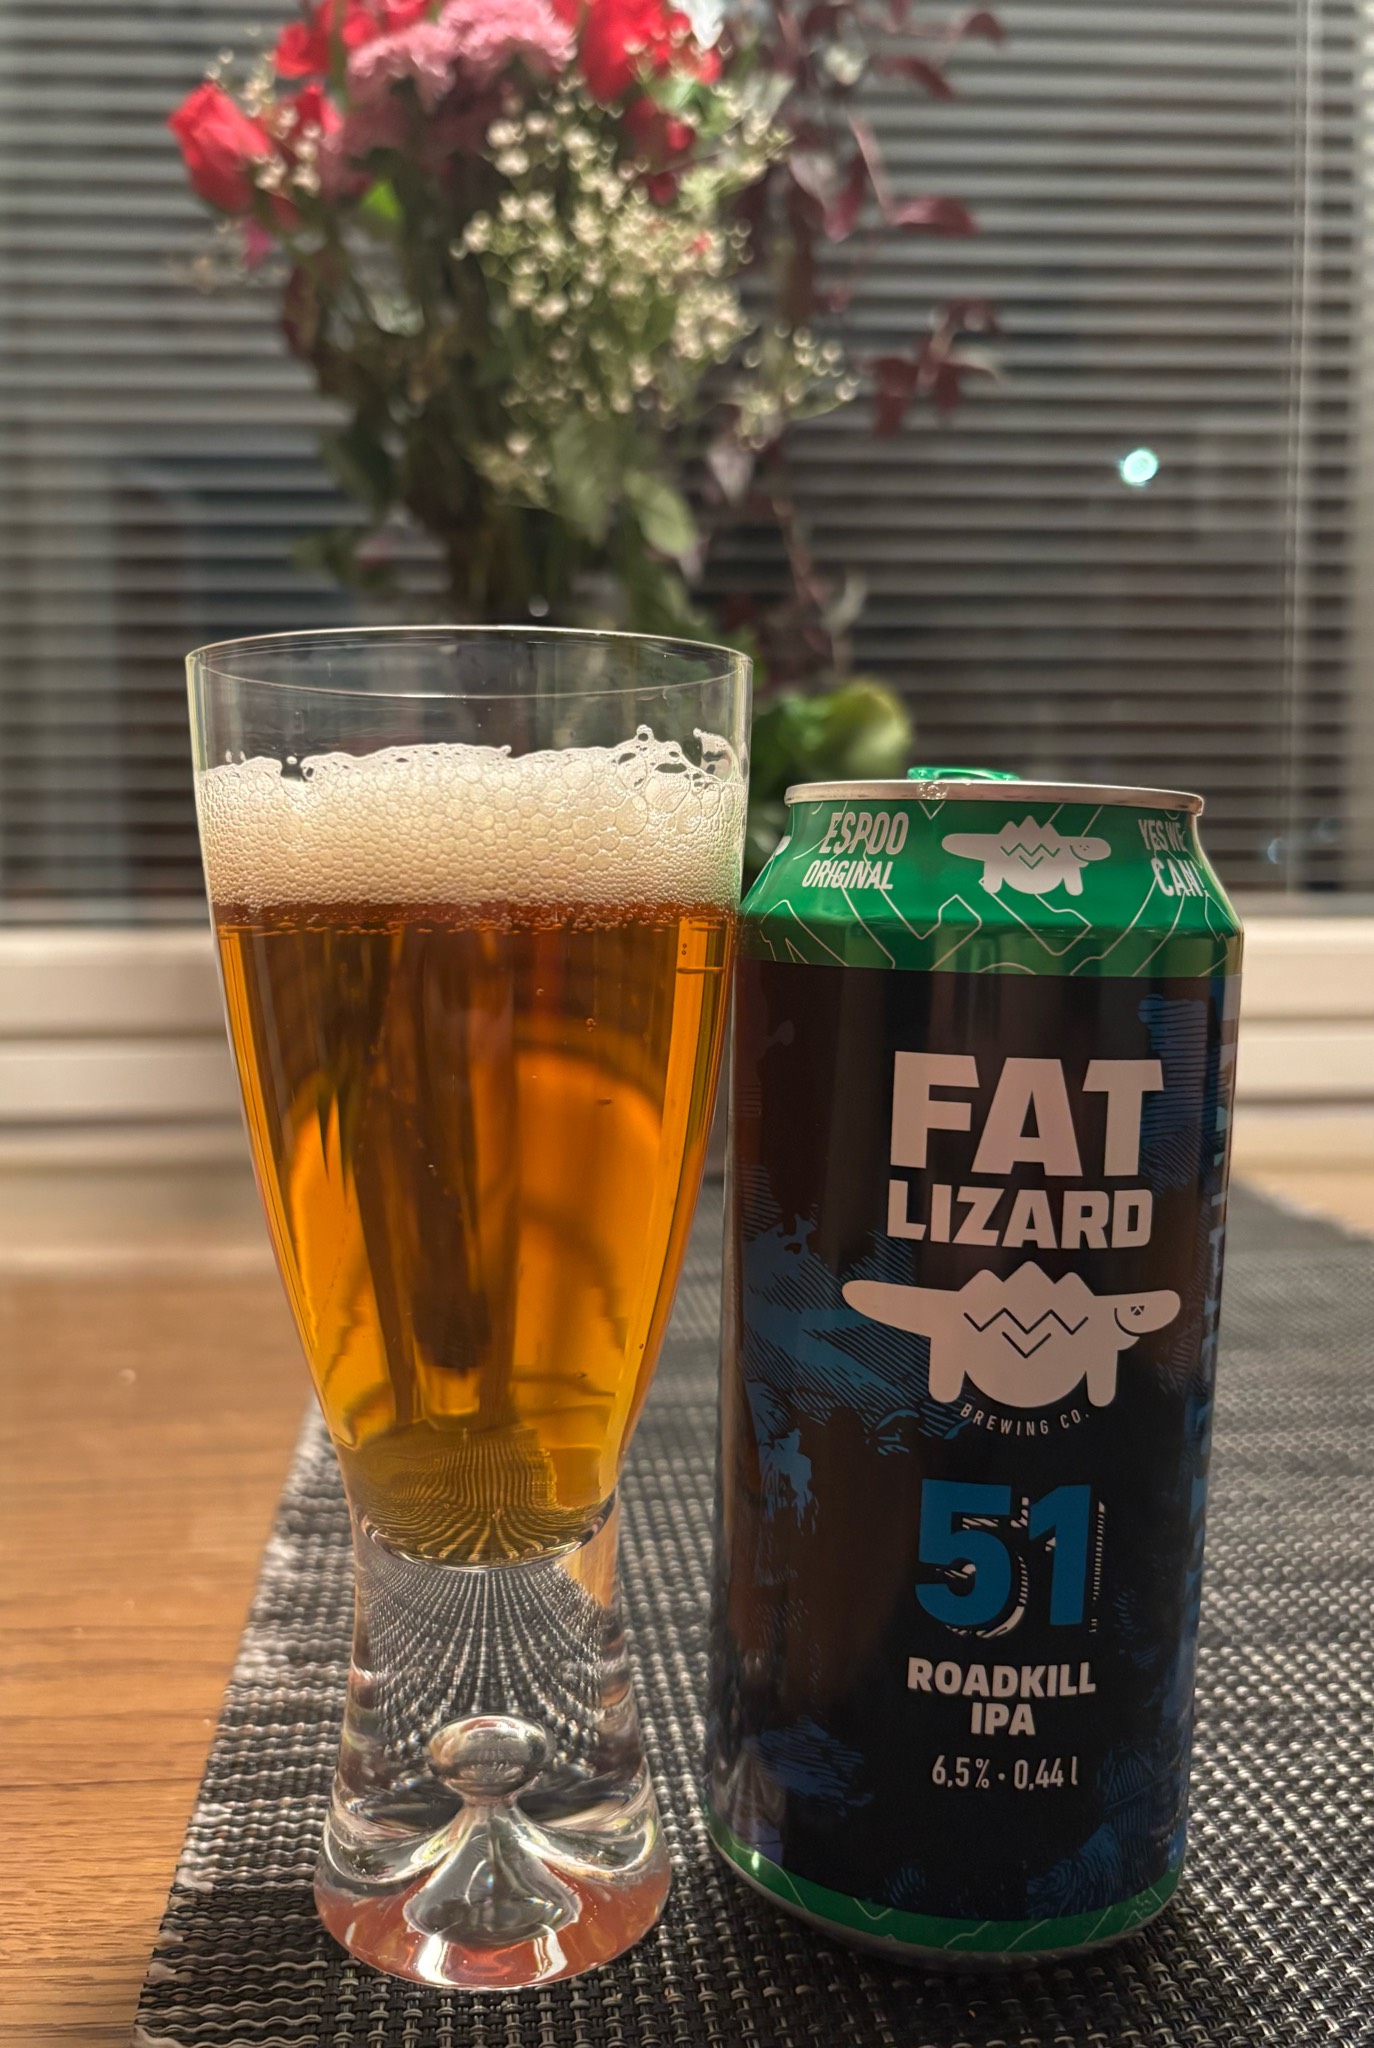 ESPOO
ORIGINAL
YES WE
CAN
FAT
LIZARD
BREWING CO.
51
ROADKILL
IPA
6,5% · 0,44 l